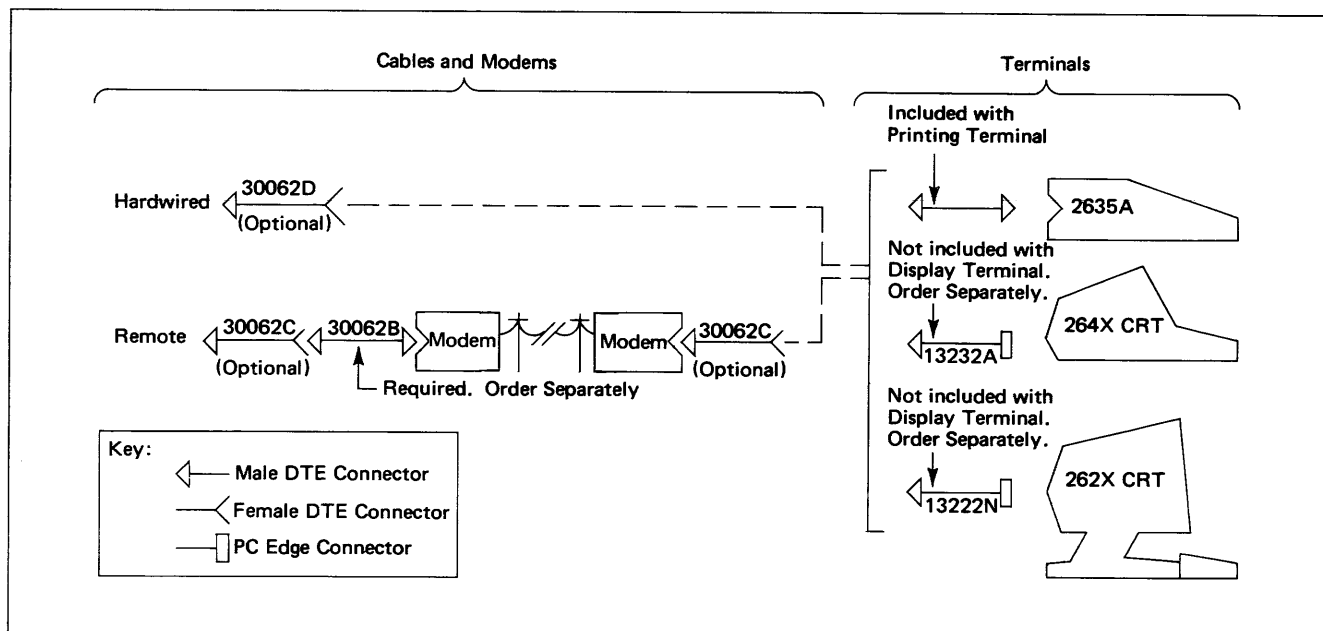 Cables and Modems
Terminals
Included with
Printing Terminal
Hardwired
30062D
(Optional)
2635A
Not included with
Display Terminal.
Order Separately.
13232A
264X CRT
Remote
30062C
(Optional)
30062B
Modem
Modem
30062C
(Optional)
Required. Order Separately
Not included with
Display Terminal.
Order Separately.
13222N
262X CRT
Key:
Male DTE Connector
Female DTE Connector
PC Edge Connector